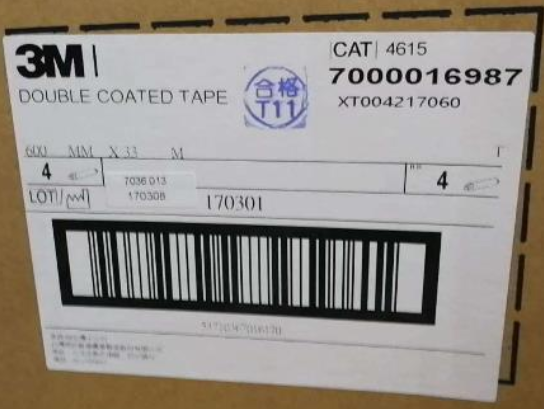 3M
CAT 4615
7000016987
DOUBLE COATED TAPE
合格
T11
XT004217060
600 MM X 33 M
4
7036 013
4
LOT
170308
170301